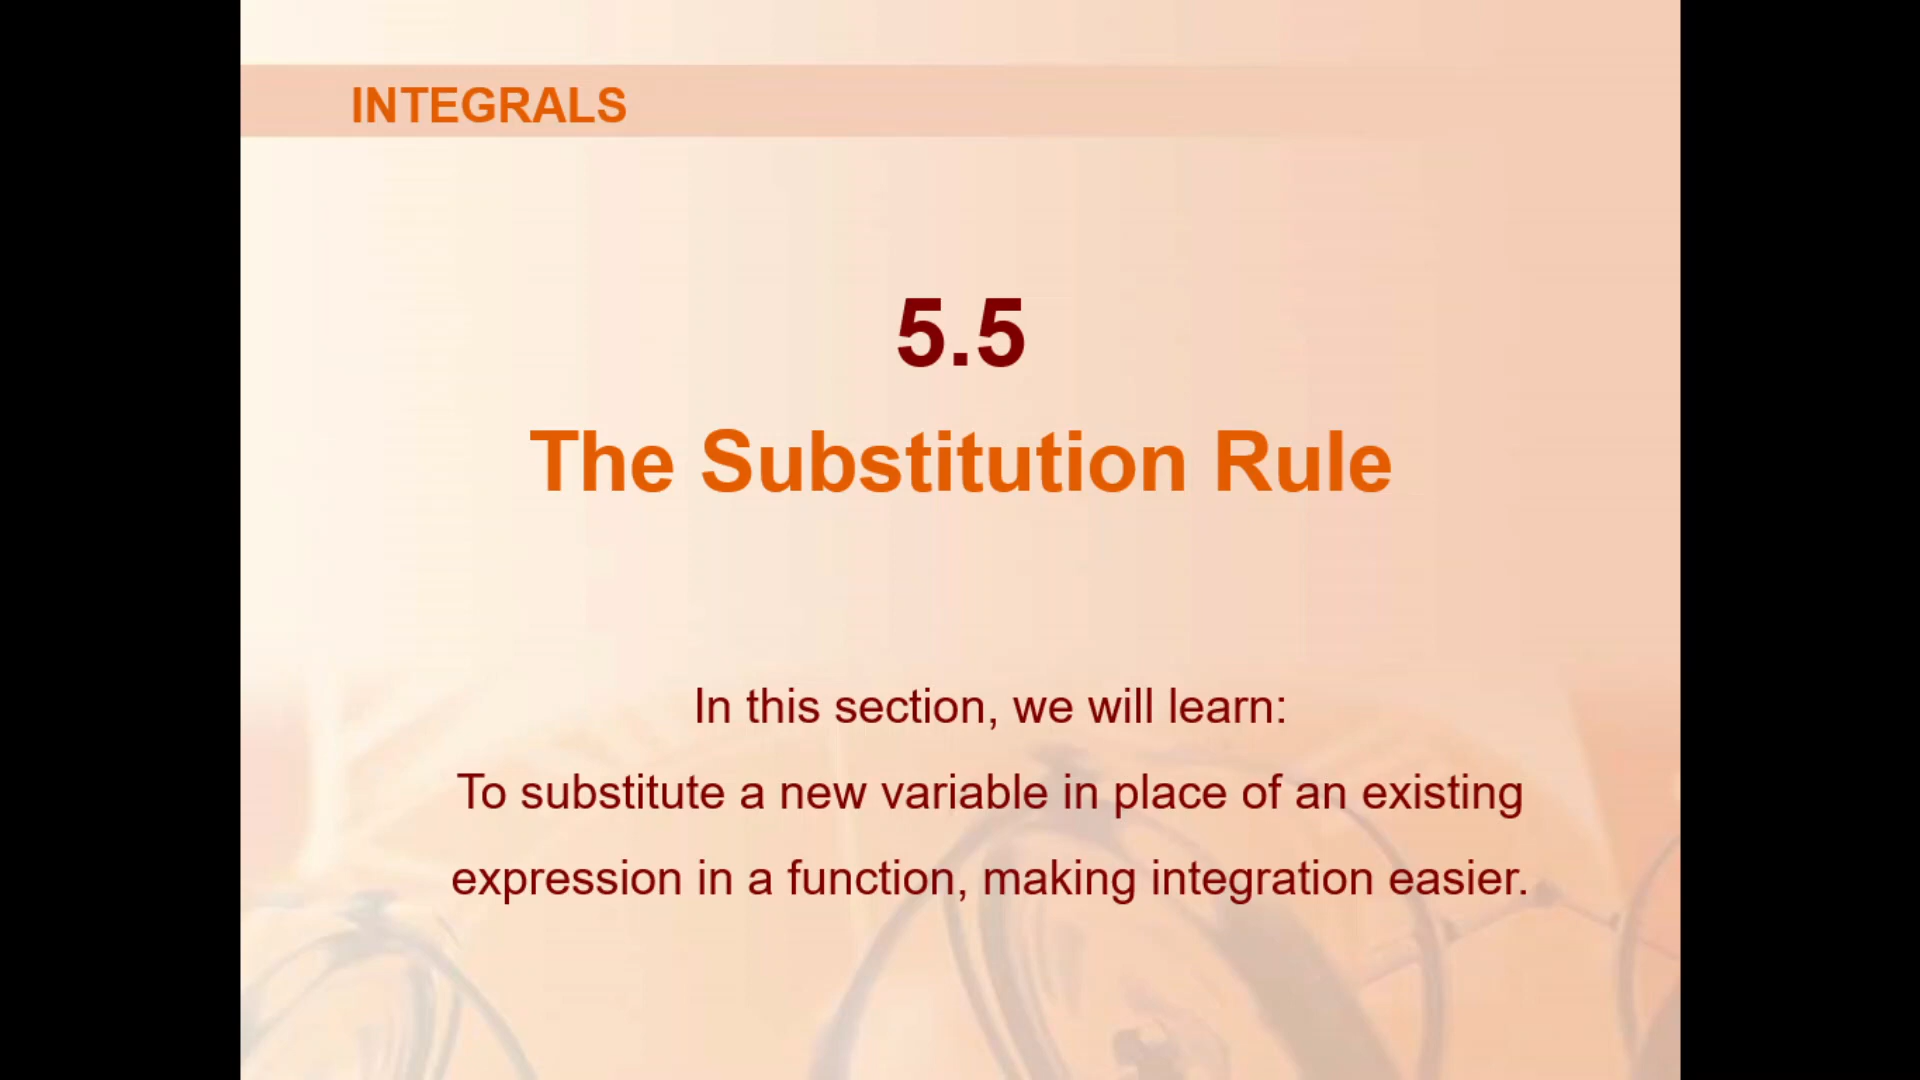 INTEGRALS
5.5
The Substitution Rule
In this section, we will learn:
To substitute a new variable in place of an existing
expression in a function, making integration easier.